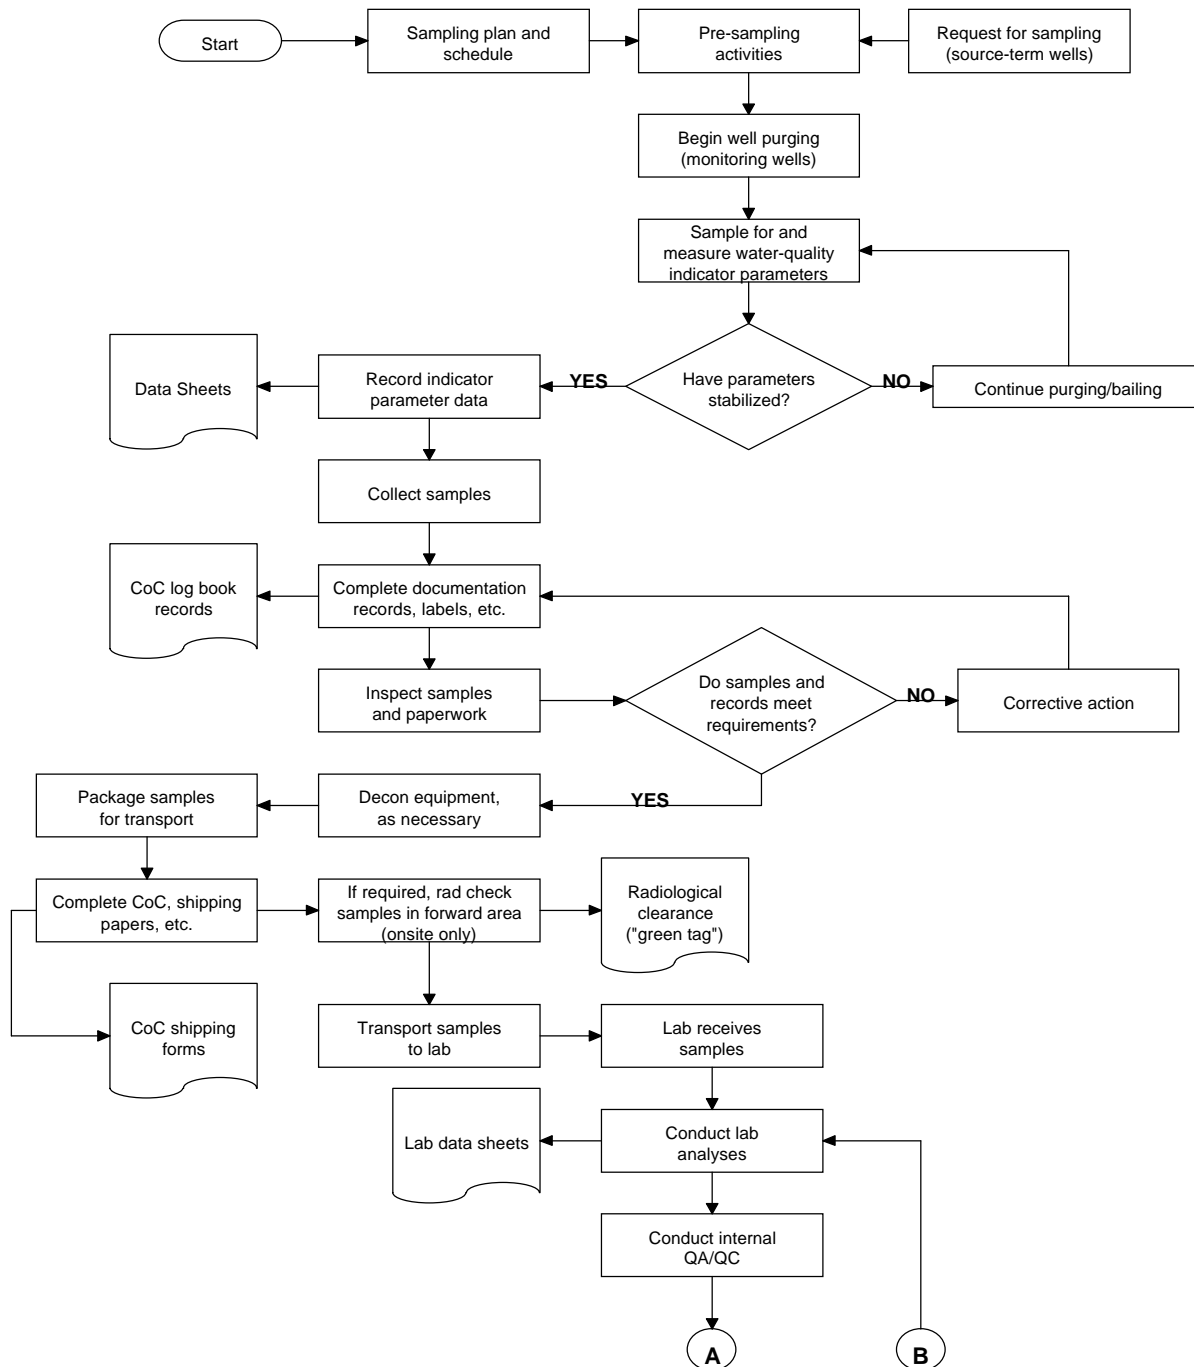 Start
Sampling plan and
schedule
Pre-sampling
activities
Request for sampling
(source-term wells)
Begin well purging
(monitoring wells)
Sample for and
measure water-quality
indicator parameters
Data Sheets
Record indicator
parameter data
YES
Have parameters
stabilized?
NO
Continue purging/bailing
Collect samples
CoC log book
records
Complete documentation
records, labels, etc.
Inspect samples
and paperwork
Do samples and
records meet
requirements?
NO
Corrective action
Package samples
for transport
Decon equipment,
as necessary
YES
Complete CoC, shipping
papers, etc.
If required, rad check
samples in forward area
(onsite only)
Radiological
clearance
("green tag")
CoC shipping
forms
Transport samples
to lab
Lab receives
samples
Lab data sheets
Conduct lab
analyses
Conduct internal
QA/QC
A
B